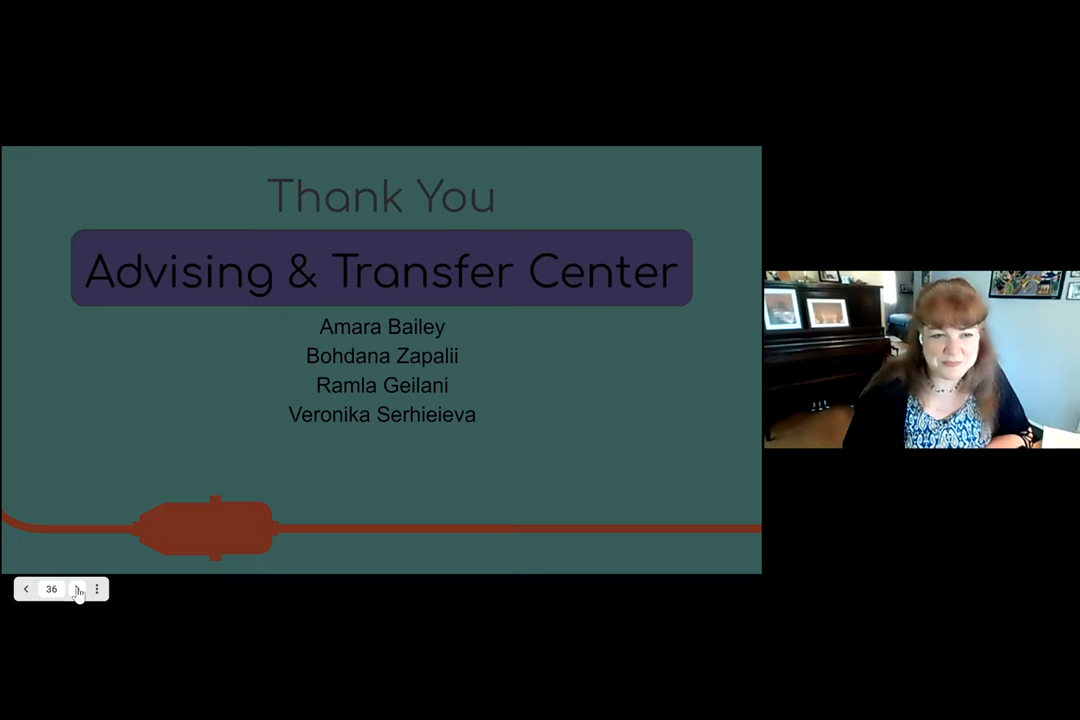 Thank You
Advising & Transfer Center
Amara Bailey
Bohdana Zapalii
Ramla Geilani
Veronika Serhieieva
36